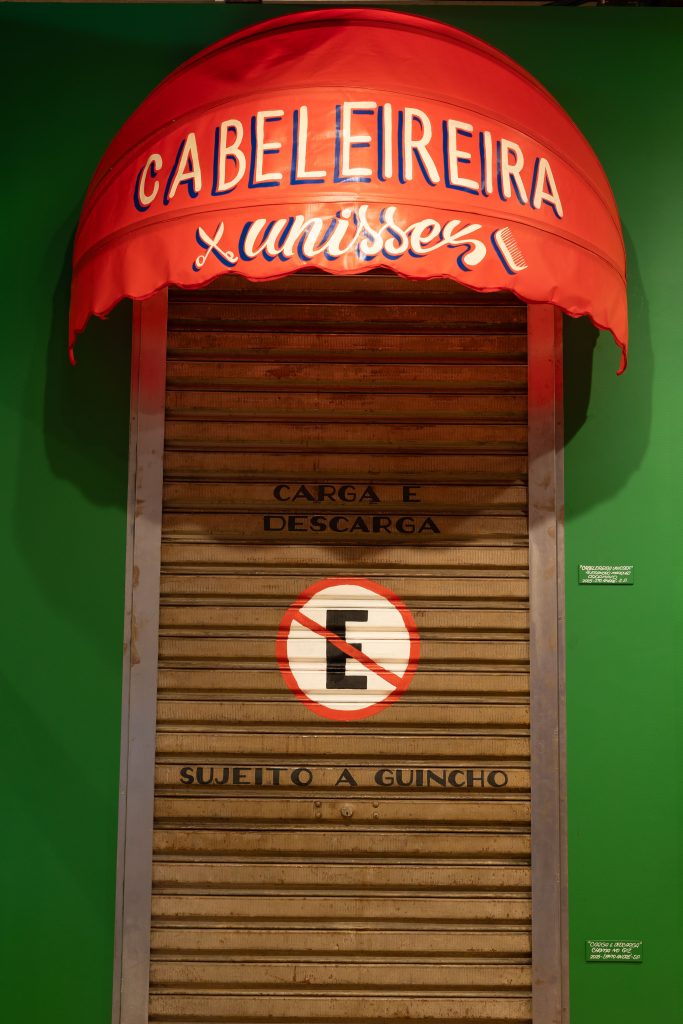 CABELEIREIRA
unissex
CARGA E
DESCARGA
E
SUJEITO A GUINCHO